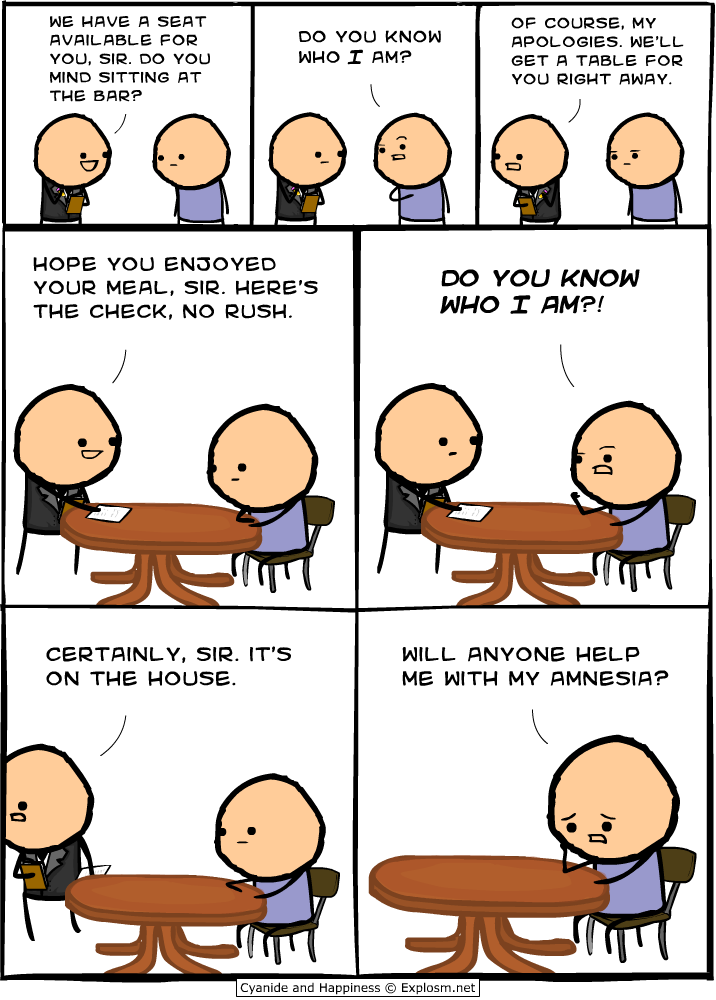 WE HAVE A SEAT
AVAILABLE FOR
YOU, SIR. DO YOU
MIND SITTING AT
THE BAR?
DO YOU KNOW
WHO I AM?
OF COURSE, MY
APOLOGIES. WE'LL
GET A TABLE FOR
YOU RIGHT AWAY.
HOPE YOU ENJOYED
YOUR MEAL, SIR. HERE'S
THE CHECK, NO RUSH.
DO YOU KNOW
WHO I AM?!
CERTAINLY, SIR. IT'S
ON THE HOUSE.
WILL ANYONE HELP
ME WITH MY AMNESIA?
Cyanide and Happiness © Explosm.net